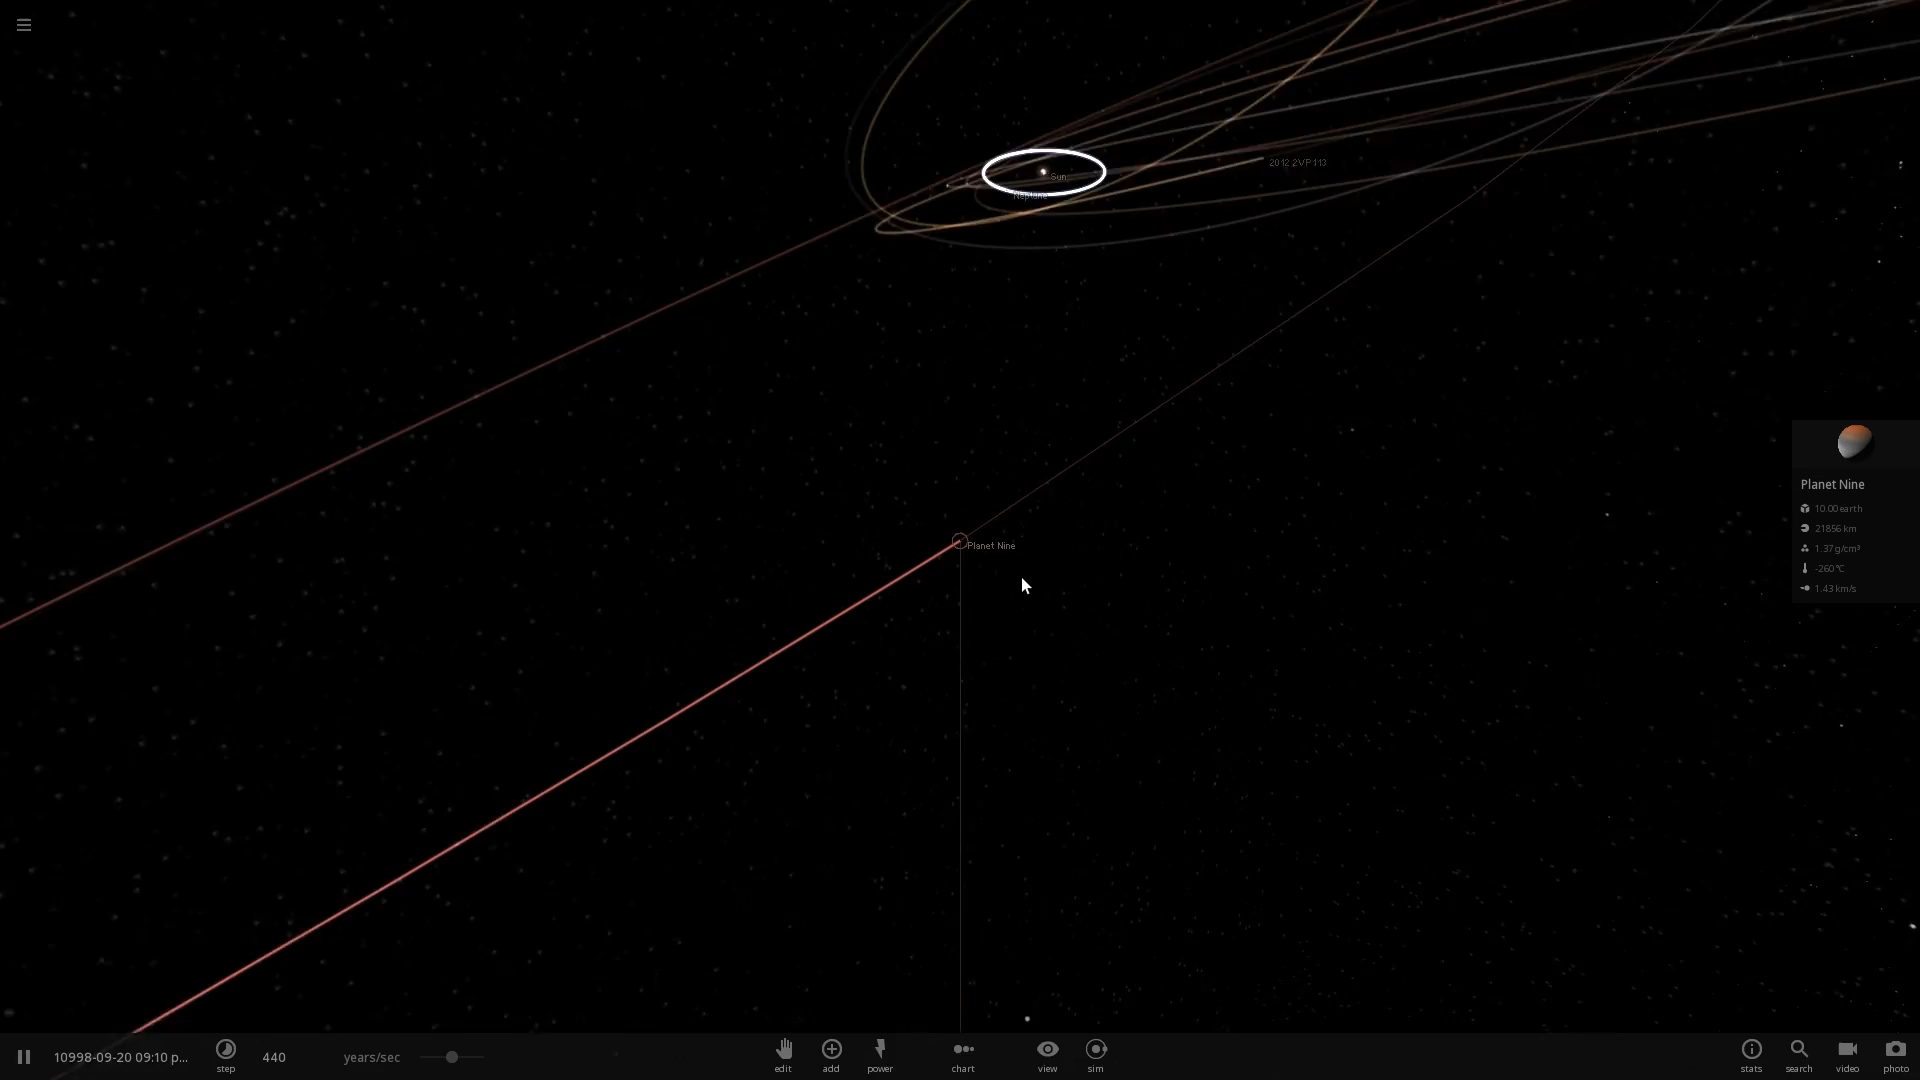 2012 2VP113
Sun
Neptune
Planet Nine
Planet Nine
10.00 earth
21856 km
1.37 g/cm³
-260 °C
1.43 km/s
10998-09-20 09:10 p...
step
440
years/sec
edit
add
power
chart
view
sim
stats
search
video
photo